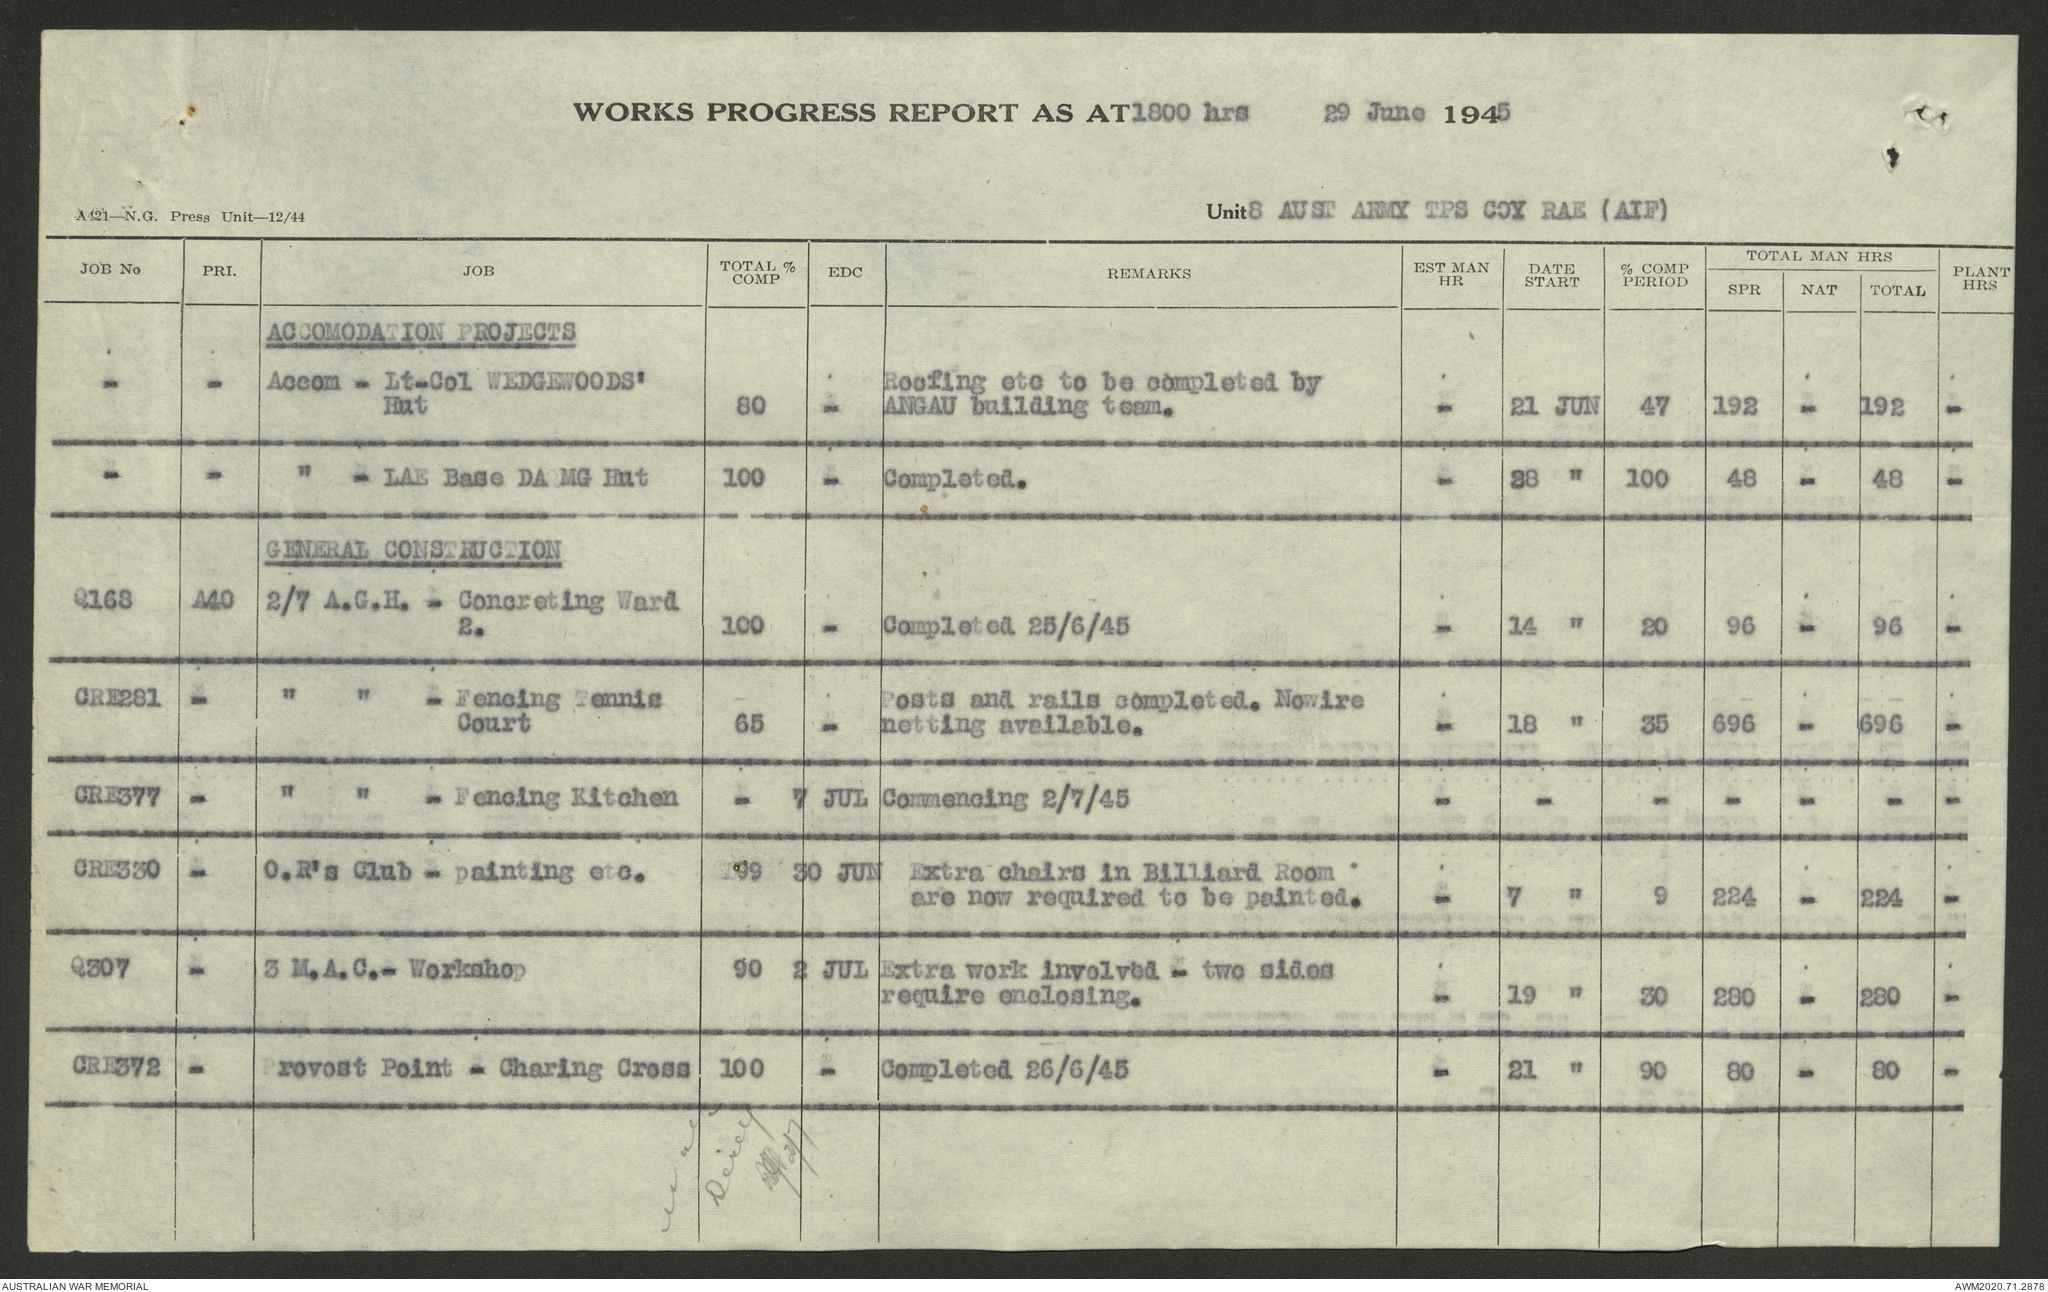 WORKS PROGRESS REPORT AS AT 1800 hrs 29 June 1945
A421—N.G. Press Unit—12/44
Unit 8 AUST ARMY TPS COY RAE (AIF)
JOB No PRI. JOB TOTAL % COMP EDC REMARKS EST MAN HR DATE START % COMP PERIOD TOTAL MAN HRS SPR NAT TOTAL PLANT HRS
ACCOMODATION PROJECTS
- - Accom - Lt-Col WEDGEWOODS' Roofing etc to be completed by
Hut 80 - ANGAU building team. - 21 JUN 47 192 - 192 -
- - " - LAE Base DAQMG Hut 100 - Completed. - 28 " 100 48 - 48 -
GENERAL CONSTRUCTION
Q168 A40 2/7 A.G.H. - Concreting Ward
2. 100 - Completed 25/6/45 - 14 " 20 96 - 96 -
CRE281 - " " - Fencing Tennis Posts and rails completed. Nowire
Court 65 - netting available. - 18 " 35 696 - 696 -
CRE377 - " " - Fencing Kitchen - 7 JUL Commencing 2/7/45 - - - - - - -
CRE330 - O.R's Club - painting etc. 99 30 JUN Extra chairs in Billiard Room
are now required to be painted. - 7 " 9 224 - 224 -
Q307 - 3 M.A.C.- Workshop 90 2 JUL Extra work involved - two sides
require enclosing. - 19 " 30 280 - 280 -
CRE372 - Provost Point - Charing Cross 100 - Completed 26/6/45 - 21 " 90 80 - 80 -
2/7
AUSTRALIAN WAR MEMORIAL
AWM2020.71.2878